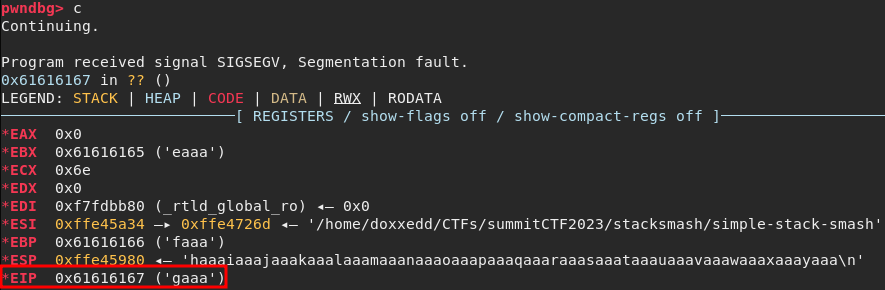 pwndbg> c
Continuing.
Program received signal SIGSEGV, Segmentation fault.
0x61616167 in ?? ()
LEGEND: STACK | HEAP | CODE | DATA | RWX | RODATA
[ REGISTERS / show-flags off / show-compact-regs off ]
*EAX  0x0
*EBX  0x61616165 ('eaaa')
*ECX  0x6e
*EDX  0x0
*EDI  0xf7fdbb80 (_rtld_global_ro) ◂— 0x0
*ESI  0xffe45a34 —▸ 0xffe4726d ◂— '/home/doxxedd/CTFs/summitCTF2023/stacksmash/simple-stack-smash'
*EBP  0x61616166 ('faaa')
*ESP  0xffe45980 ◂— 'haaaiaaajaaakaaalaaamaaanaaaoaaapaaaqaaaraaasaaataaauaaavaaawaaaxaaayaaa\n'
*EIP  0x61616167 ('gaaa')